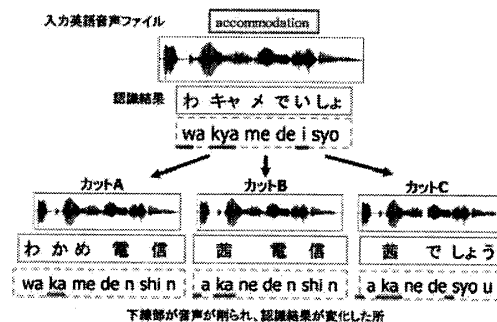 入力英語音声ファイル accommodation
認識結果 わ キャ メ で い しょ
wa kya me de i syo
カットA カットB カットC
わ か め 電 信 茜 電 信 茜 で しょう
wa ka me de n shi n a ka ne de n shi n a ka ne de syo u
下線部が音声が削られ、認識結果が変化した所